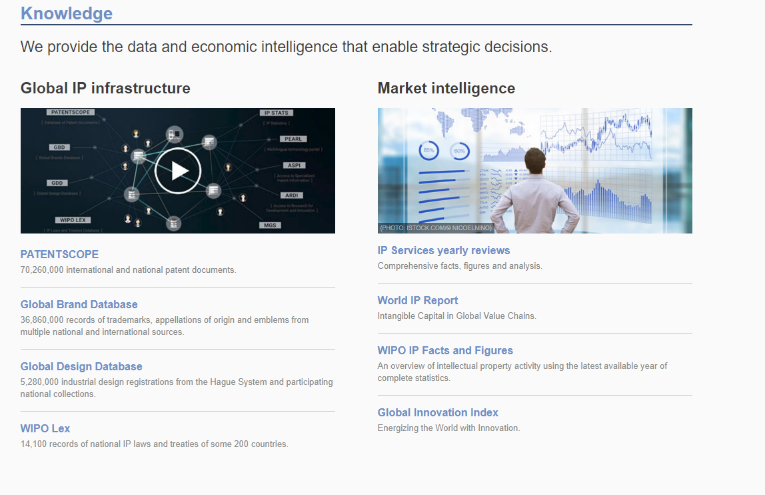 Knowledge
We provide the data and economic intelligence that enable strategic decisions.
Global IP infrastructure
PATENTSCOPE
GBD
GDD
WIPO LEX
IP STATS
PEARL
ASPI
ARDI
MGS
PATENTSCOPE
70,260,000 international and national patent documents.
Global Brand Database
36,860,000 records of trademarks, appellations of origin and emblems from
multiple national and international sources.
Global Design Database
5,280,000 industrial design registrations from the Hague System and participating
national collections.
WIPO Lex
14,100 records of national IP laws and treaties of some 200 countries.
Market intelligence
IP Services yearly reviews
Comprehensive facts, figures and analysis.
World IP Report
Intangible Capital in Global Value Chains.
WIPO IP Facts and Figures
An overview of intellectual property activity using the latest available year of
complete statistics.
Global Innovation Index
Energizing the World with Innovation.